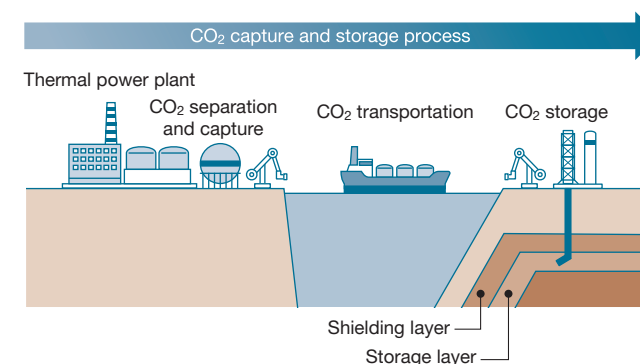 CO₂ capture and storage process
Thermal power plant
CO₂ separation
and capture
CO₂ transportation
CO₂ storage
Shielding layer
Storage layer